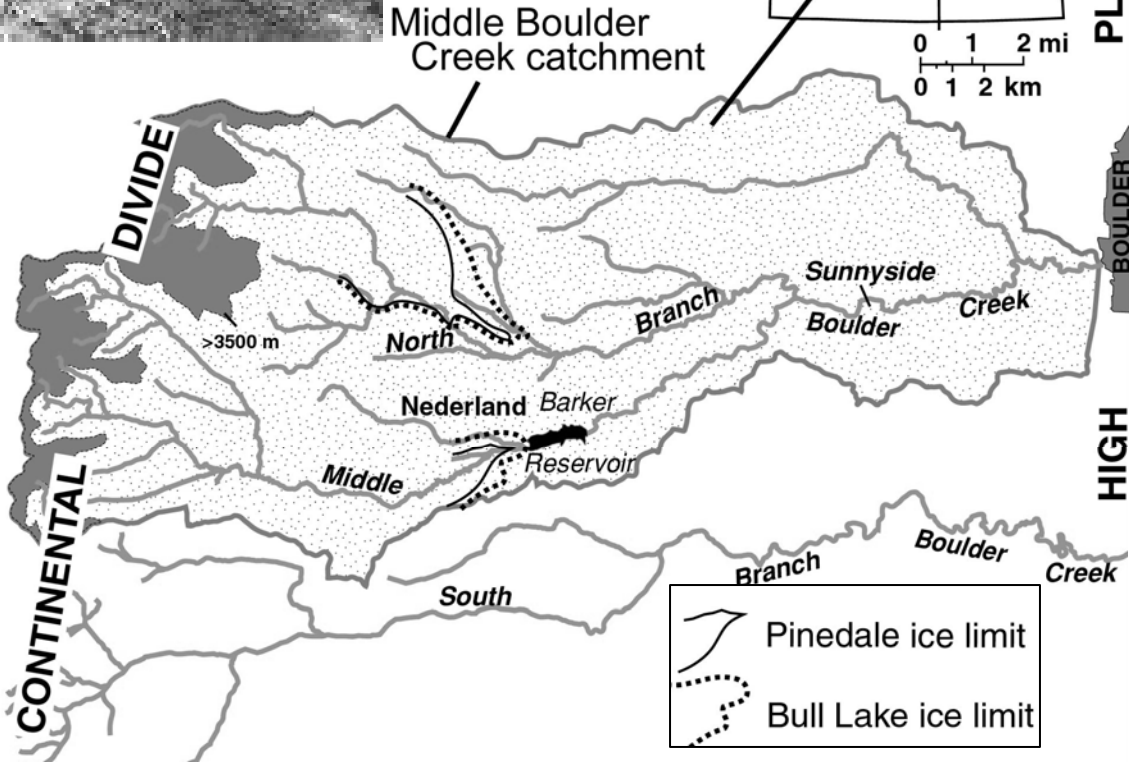 Middle Boulder
Creek catchment
0 1 2 mi
0 1 2 km
PL
DIVIDE
BOULDER
>3500 m
Sunnyside
North
Branch
Boulder
Creek
Nederland
Barker
Reservoir
Middle
HIGH
CONTINENTAL
South
Branch
Boulder
Creek
Pinedale ice limit
Bull Lake ice limit